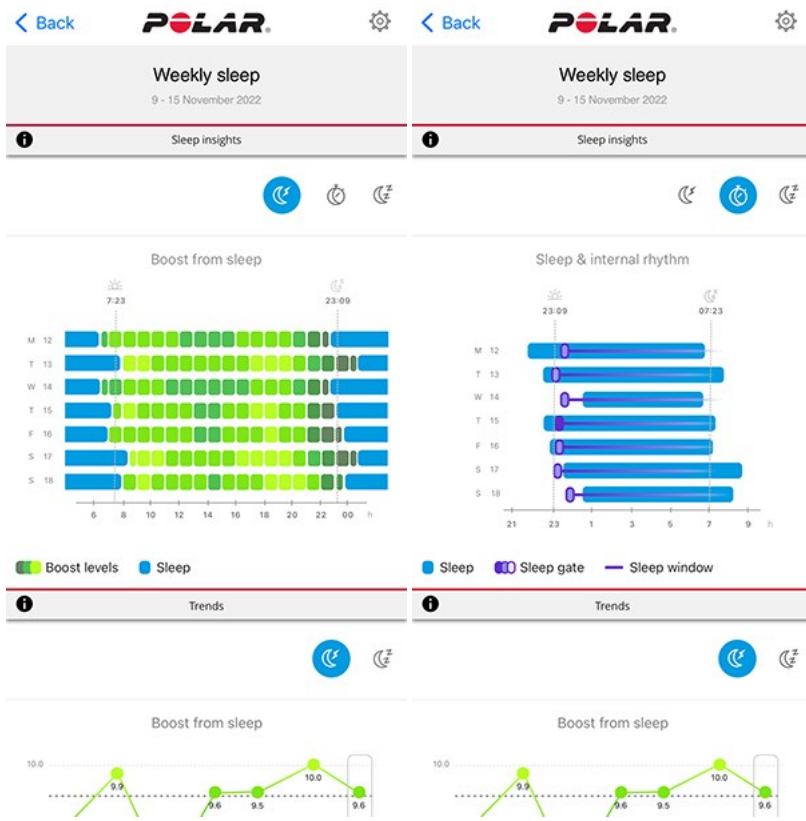 Back
POLAR.
Weekly sleep
9 - 15 November 2022
Sleep insights
Boost from sleep
7:23 23:09
M 12
T 13
W 14
T 15
F 16
S 17
S 18
6 8 10 12 14 16 18 20 22 00 h
Boost levels Sleep
Trends
Boost from sleep
10.0
9.9 9.6 9.5 10.0 9.6
Back
POLAR.
Weekly sleep
9 - 15 November 2022
Sleep insights
Sleep & internal rhythm
23:09 07:23
M 12
T 13
W 14
T 15
F 16
S 17
S 18
21 23 1 3 5 7 9 h
Sleep Sleep gate Sleep window
Trends
Boost from sleep
10.0
9.9 9.6 9.5 10.0 9.6